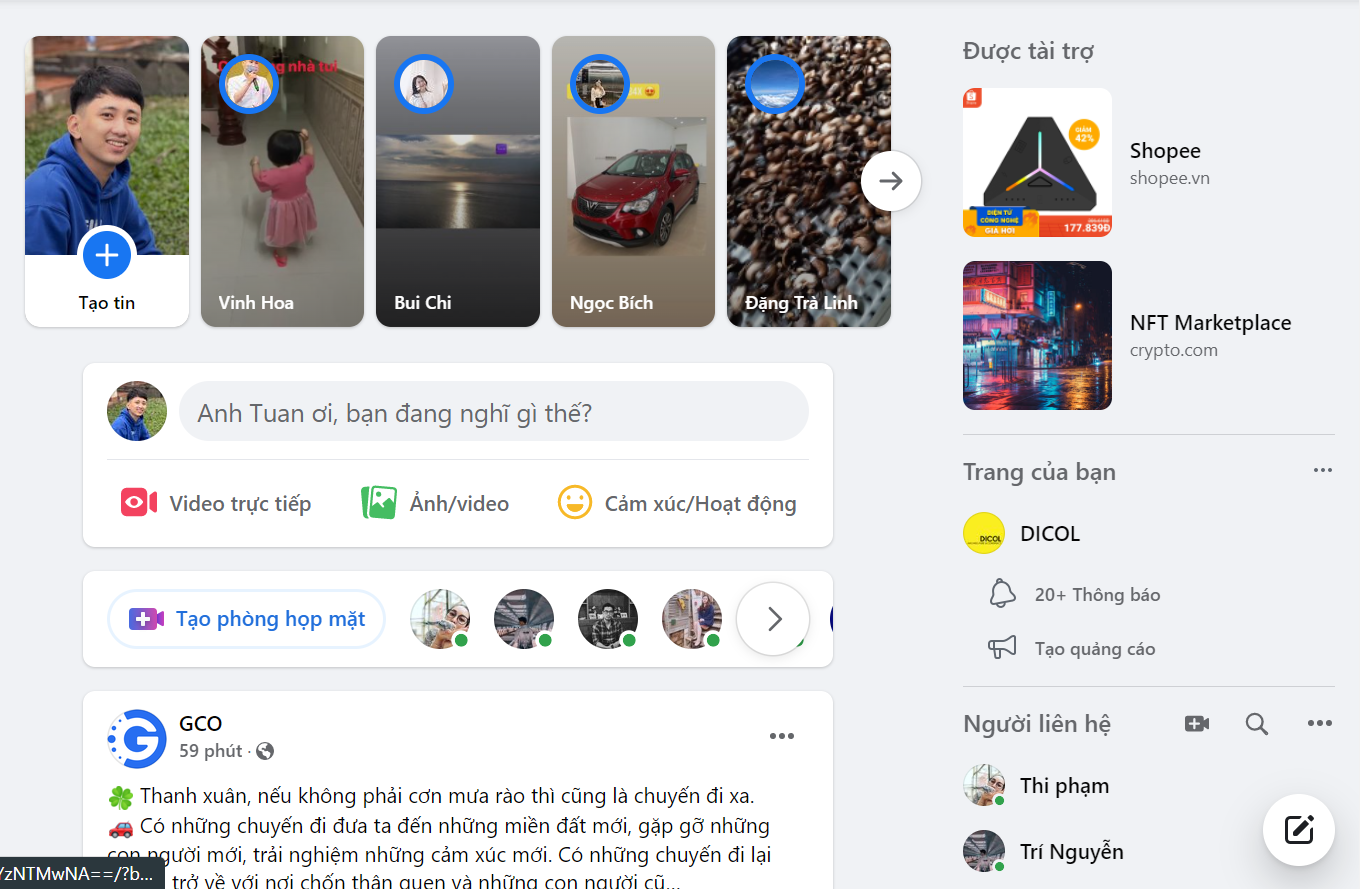 Tạo tin
Vinh Hoa
Bui Chi
Ngọc Bích
Đặng Trà Linh
Anh Tuan ơi, bạn đang nghĩ gì thế?
Video trực tiếp
Ảnh/video
Cảm xúc/Hoạt động
Tạo phòng họp mặt
GCO
59 phút ·
Thanh xuân, nếu không phải cơn mưa rào thì cũng là chuyến đi xa.
Có những chuyến đi đưa ta đến những miền đất mới, gặp gỡ những
con người mới, trải nghiệm những cảm xúc mới. Có những chuyến đi lại
trở về với nơi chốn thân quen và những con người cũ...
YzNTMwNA==/?b...
Được tài trợ
GIẢM
42%
ĐIỆN TỬ
CÔNG NGHỆ
GIA HỜI
177.839Đ
Shopee
shopee.vn
NFT Marketplace
crypto.com
Trang của bạn
DICOL
DICOL
20+ Thông báo
Tạo quảng cáo
Người liên hệ
Thi phạm
Trí Nguyễn